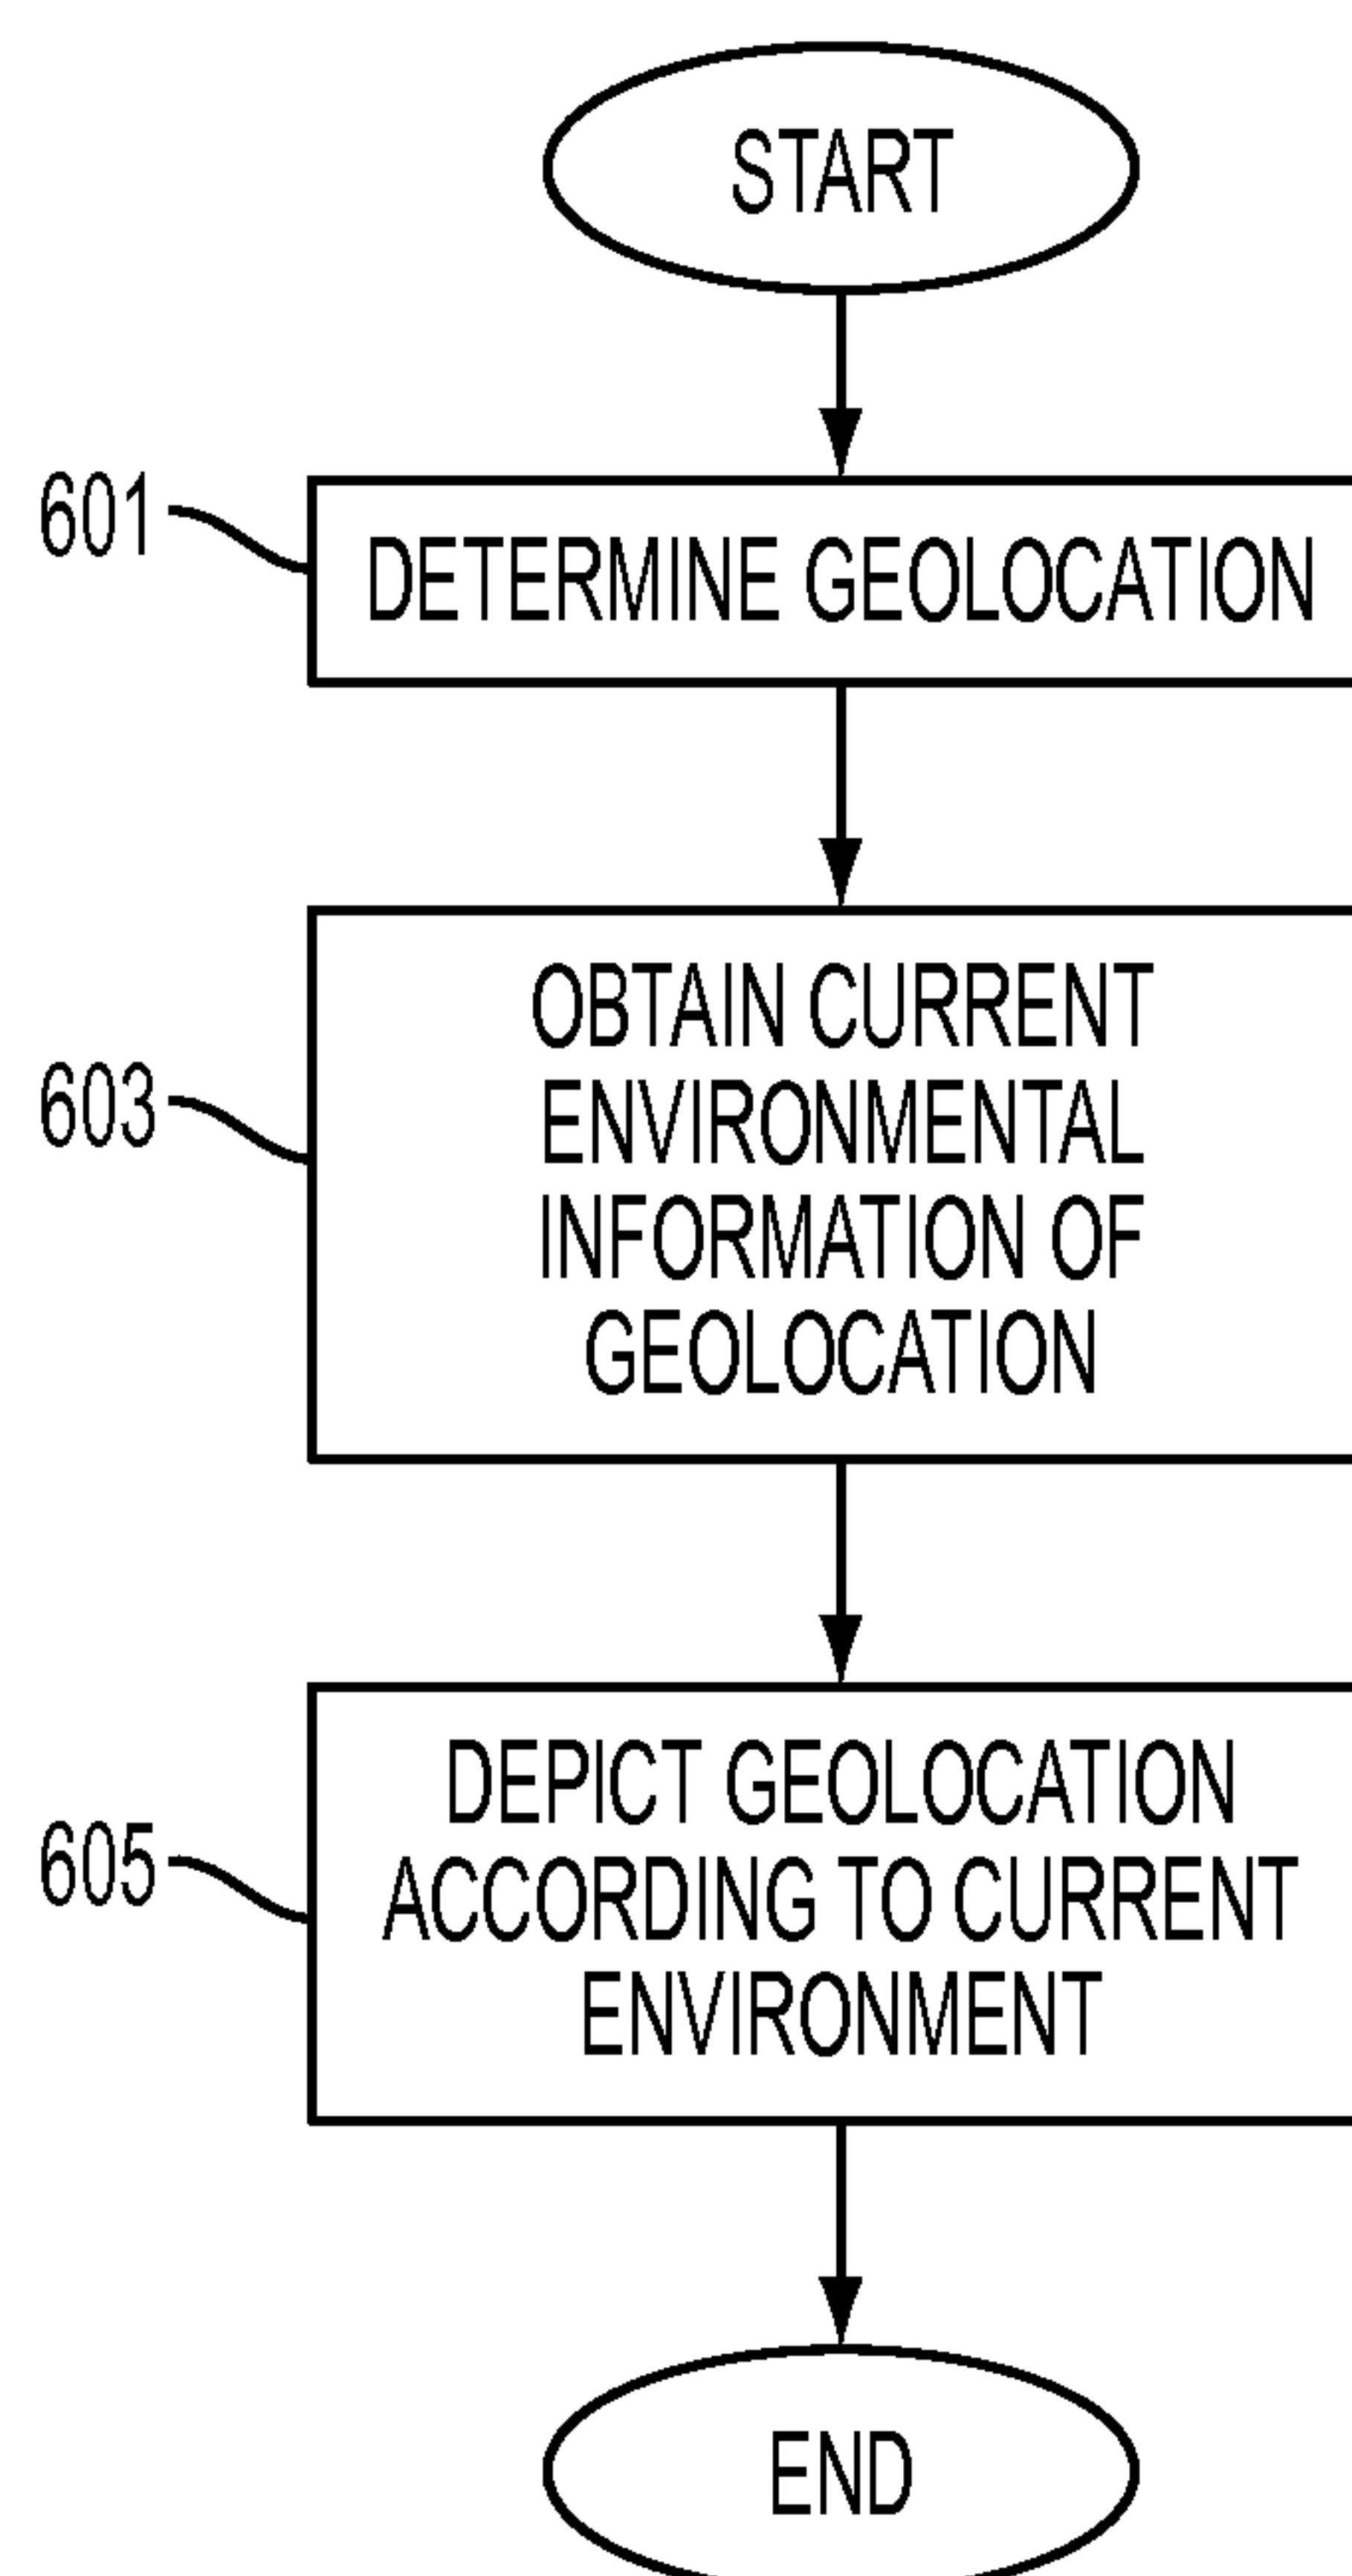 START
601
DETERMINE GEOLOCATION
603
OBTAIN CURRENT
ENVIRONMENTAL
INFORMATION OF
GEOLOCATION
605
DEPICT GEOLOCATION
ACCORDING TO CURRENT
ENVIRONMENT
END